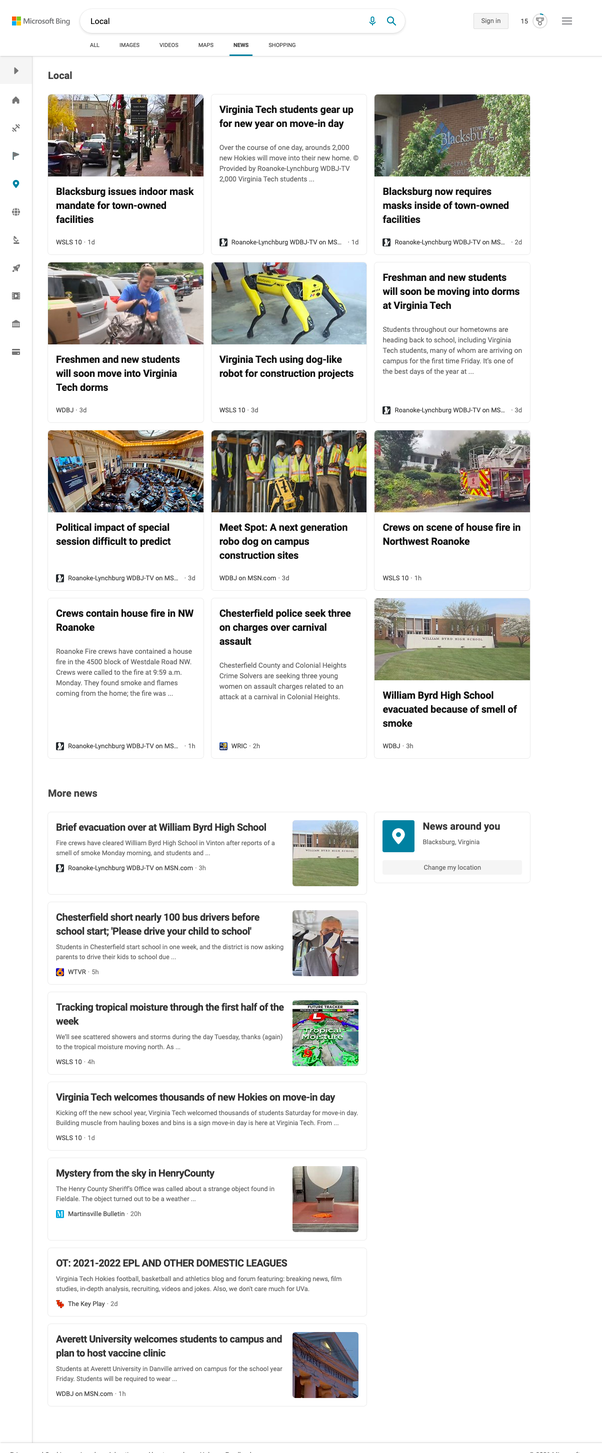 Microsoft Bing
Local
Sign in
15
ALL
IMAGES
VIDEOS
MAPS
NEWS
SHOPPING
Local
Blacksburg issues indoor mask
mandate for town-owned
facilities
WSLS 10 · 1d
Virginia Tech students gear up
for new year on move-in day
Over the course of one day, arounds 2,000
new Hokies will move into their new home. ©
Provided by Roanoke-Lynchburg WDBJ-TV
2,000 Virginia Tech students ...
Roanoke-Lynchburg WDBJ-TV on MS... · 1d
Blacksburg
Blacksburg now requires
masks inside of town-owned
facilities
Roanoke-Lynchburg WDBJ-TV on MS... · 2d
Freshmen and new students
will soon move into Virginia
Tech dorms
WDBJ · 3d
Virginia Tech using dog-like
robot for construction projects
WSLS 10 · 3d
Freshman and new students
will soon be moving into dorms
at Virginia Tech
Students throughout our hometowns are
heading back to school, including Virginia
Tech students, many of whom are arriving on
campus for the first time Friday. It's one of
the best days of the year at ...
Roanoke-Lynchburg WDBJ-TV on MS... · 3d
Political impact of special
session difficult to predict
Roanoke-Lynchburg WDBJ-TV on MS... · 3d
Meet Spot: A next generation
robo dog on campus
construction sites
WDBJ on MSN.com · 3d
Crews on scene of house fire in
Northwest Roanoke
WSLS 10 · 1h
Crews contain house fire in NW
Roanoke
Roanoke Fire crews have contained a house
fire in the 4500 block of Westdale Road NW.
Crews were called to the fire at 9:59 a.m.
Monday. They found smoke and flames
coming from the home; the fire was ...
Roanoke-Lynchburg WDBJ-TV on MS... · 1h
Chesterfield police seek three
on charges over carnival
assault
Chesterfield County and Colonial Heights
Crime Solvers are seeking three young
women on assault charges related to an
attack at a carnival in Colonial Heights.
WRIC · 2h
WILLIAM BYRD HIGH SCHOOL
William Byrd High School
evacuated because of smell of
smoke
WDBJ · 3h
More news
Brief evacuation over at William Byrd High School
Fire crews have cleared William Byrd High School in Vinton after reports of a
smell of smoke Monday morning, and students and ...
Roanoke-Lynchburg WDBJ-TV on MSN.com · 3h
WILLIAM BYRD HIGH SCHOOL
News around you
Blacksburg, Virginia
Change my location
Chesterfield short nearly 100 bus drivers before
school start; 'Please drive your child to school'
Students in Chesterfield start school in one week, and the district is now asking
parents to drive their kids to school due ...
WTVR · 5h
Tracking tropical moisture through the first half of the
week
We'll see scattered showers and storms during the day Tuesday, thanks (again)
to the tropical moisture moving north. As ...
WSLS 10 · 4h
FUTURE TRACKER
L
Tropical
Moisture
Virginia Tech welcomes thousands of new Hokies on move-in day
Kicking off the new school year, Virginia Tech welcomed thousands of students Saturday for move-in day.
Building muscle from hauling boxes and bins is a sign move-in day is here at Virginia Tech. From ...
WSLS 10 · 1d
Mystery from the sky in HenryCounty
The Henry County Sheriff's Office was called about a strange object found in
Fieldale. The object turned out to be a weather ...
Martinsville Bulletin · 20h
OT: 2021-2022 EPL AND OTHER DOMESTIC LEAGUES
Virginia Tech Hokies football, basketball and athletics blog and forum featuring: breaking news, film
studies, in-depth analysis, recruiting, videos and jokes. Also, we don't care much for UVa.
The Key Play · 2d
Averett University welcomes students to campus and
plan to host vaccine clinic
Students at Averett University in Danville arrived on campus for the school year
Friday. Students will be required to wear ...
WDBJ on MSN.com · 1h